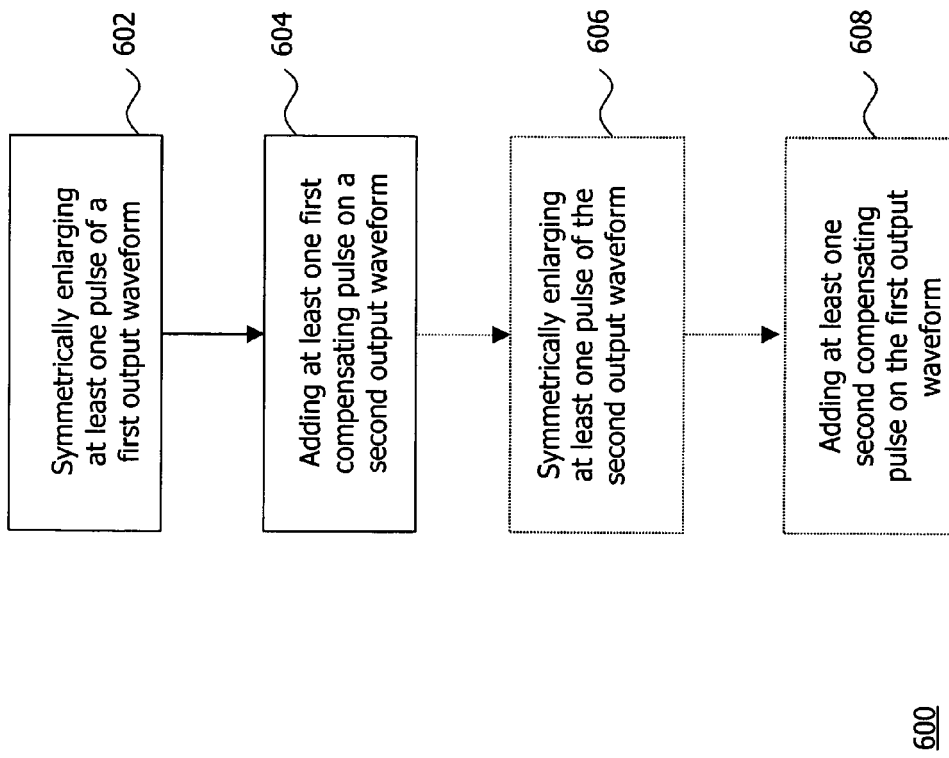 Symmetrically enlarging
at least one pulse of a
first output waveform
602
Adding at least one first
compensating pulse on a
second output waveform
604
Symmetrically enlarging
at least one pulse of the
second output waveform
606
Adding at least one
second compensating
pulse on the first output
waveform
608
600